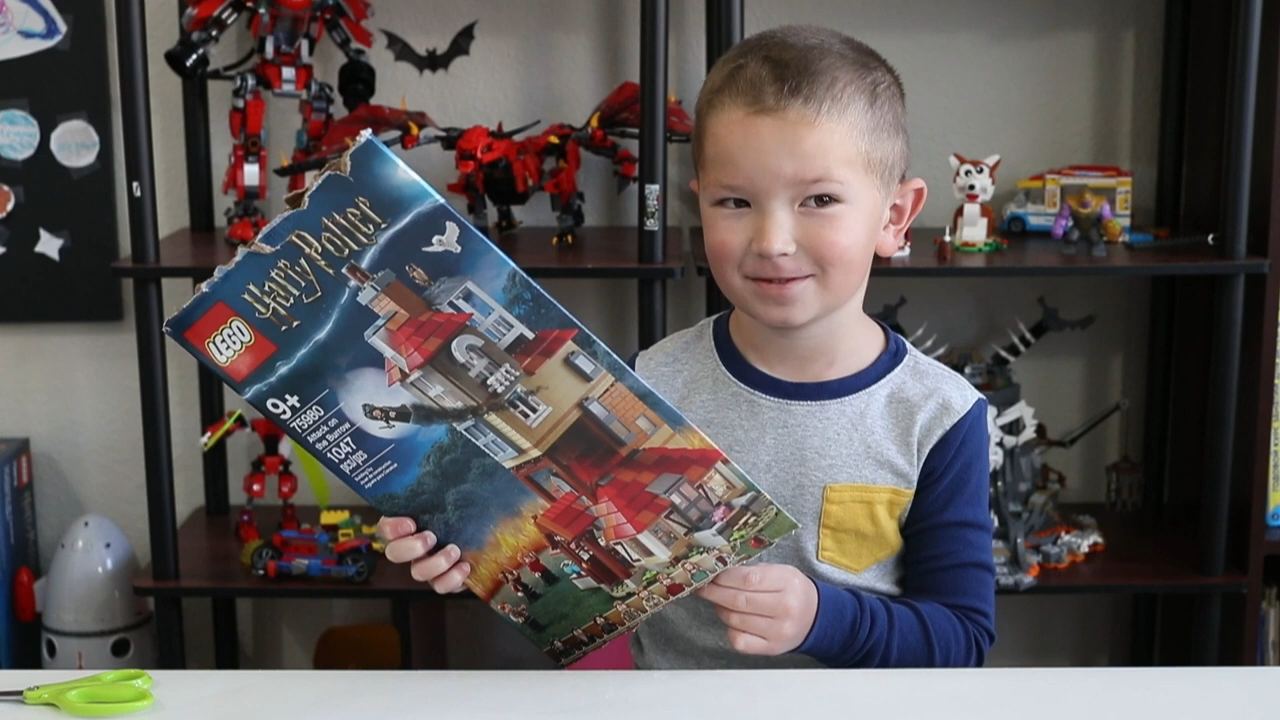 Harry Potter
LEGO
9+
75980
Attack on
the Burrow
1047
pcs/pzs